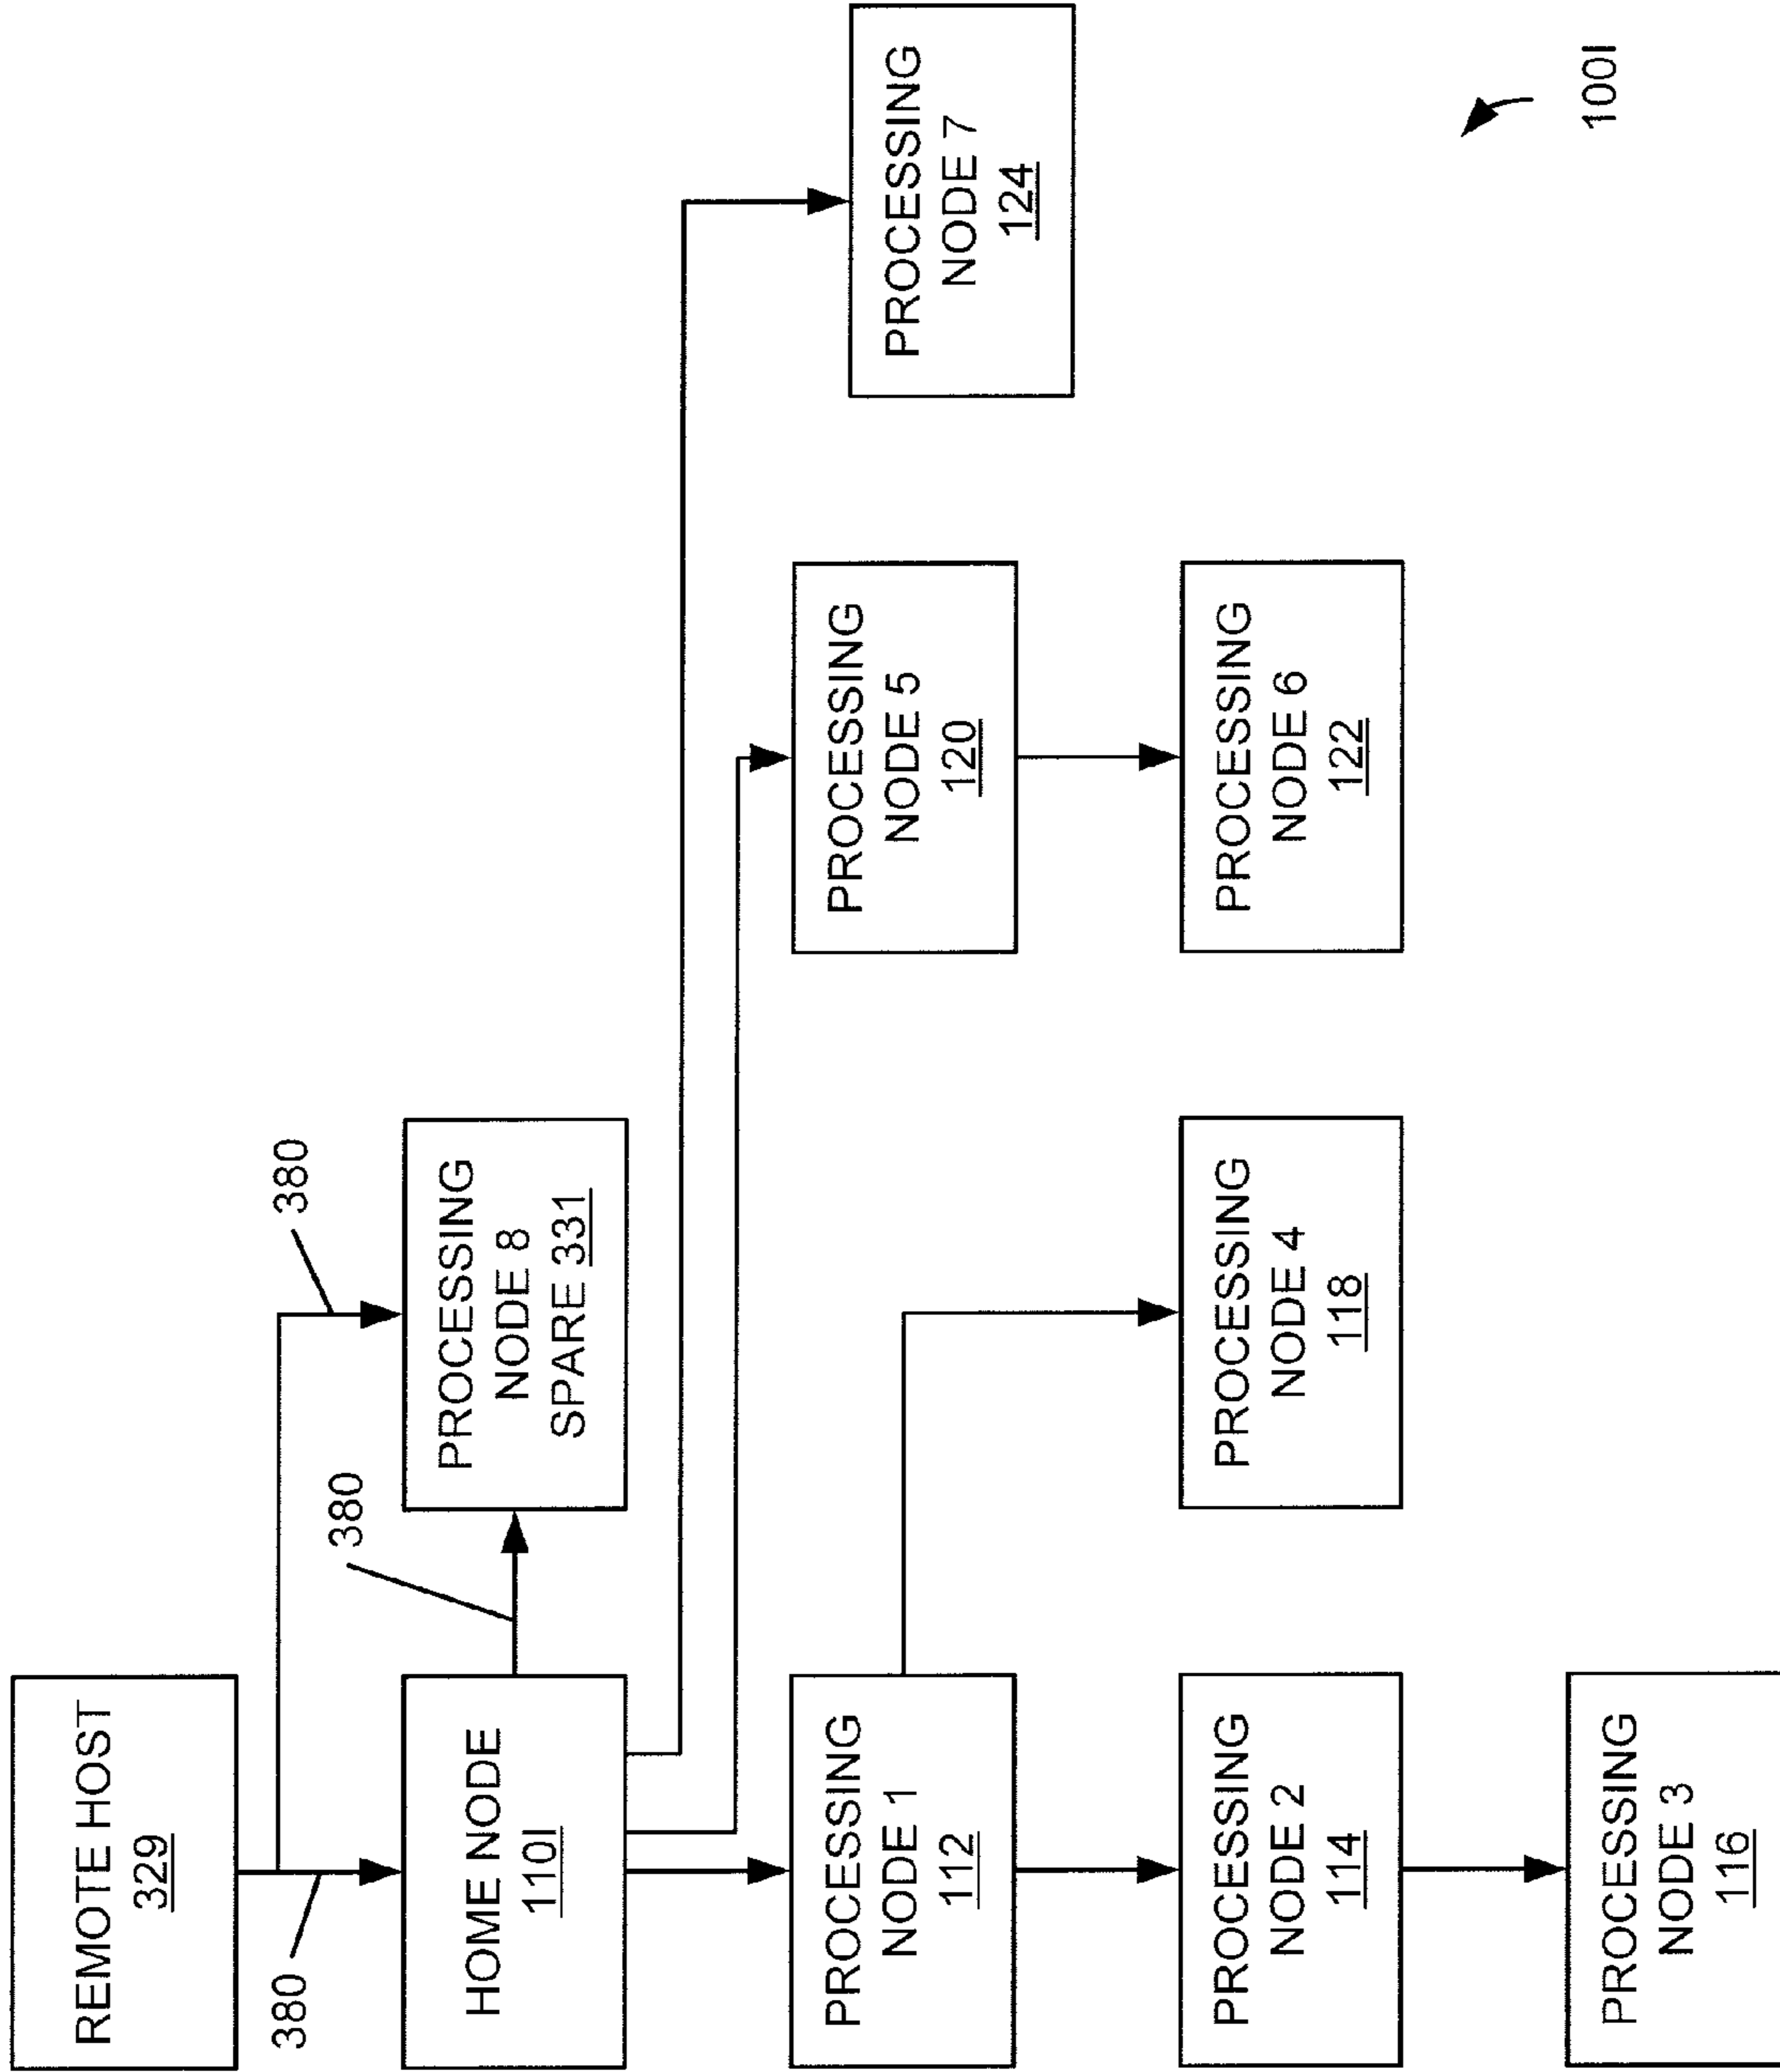 REMOTE HOST
329
380
380
HOME NODE
110I
380
PROCESSING
NODE 8
SPARE 331
PROCESSING
NODE 1
112
PROCESSING
NODE 5
120
PROCESSING
NODE 7
124
PROCESSING
NODE 2
114
PROCESSING
NODE 4
118
PROCESSING
NODE 6
122
PROCESSING
NODE 3
116
100I